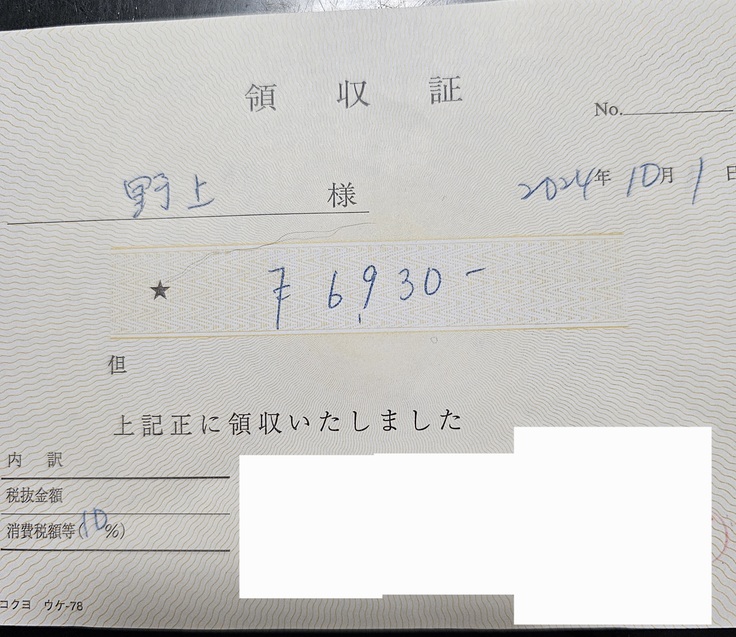 領収証
No.
野上 様
2024年10月1日
★ ¥6,930-
但
上記正に領収いたしました
内訳
税抜金額
消費税額等(10%)
コクヨ ウケ-78